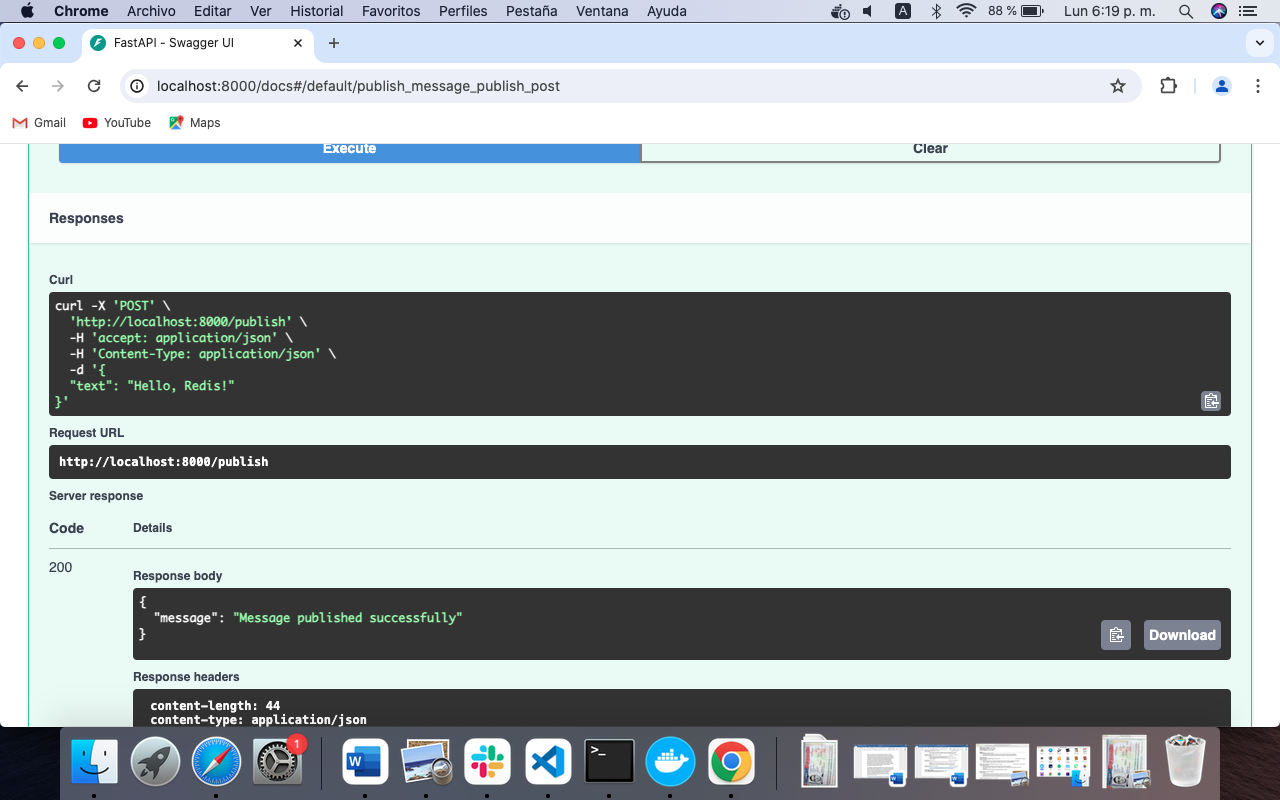 Chrome Archivo Editar Ver Historial Favoritos Perfiles Pestaña Ventana Ayuda A 88 % Lun 6:19 p. m.
FastAPI - Swagger UI
localhost:8000/docs#/default/publish_message_publish_post
Gmail YouTube Maps
Execute Clear
Responses
Curl
curl -X 'POST' \
'http://localhost:8000/publish' \
-H 'accept: application/json' \
-H 'Content-Type: application/json' \
-d '{
"text": "Hello, Redis!"
}'
Request URL
http://localhost:8000/publish
Server response
Code Details
200
Response body
{
"message": "Message published successfully"
}
Download
Response headers
content-length: 44
content-type: application/json
1
W
>_